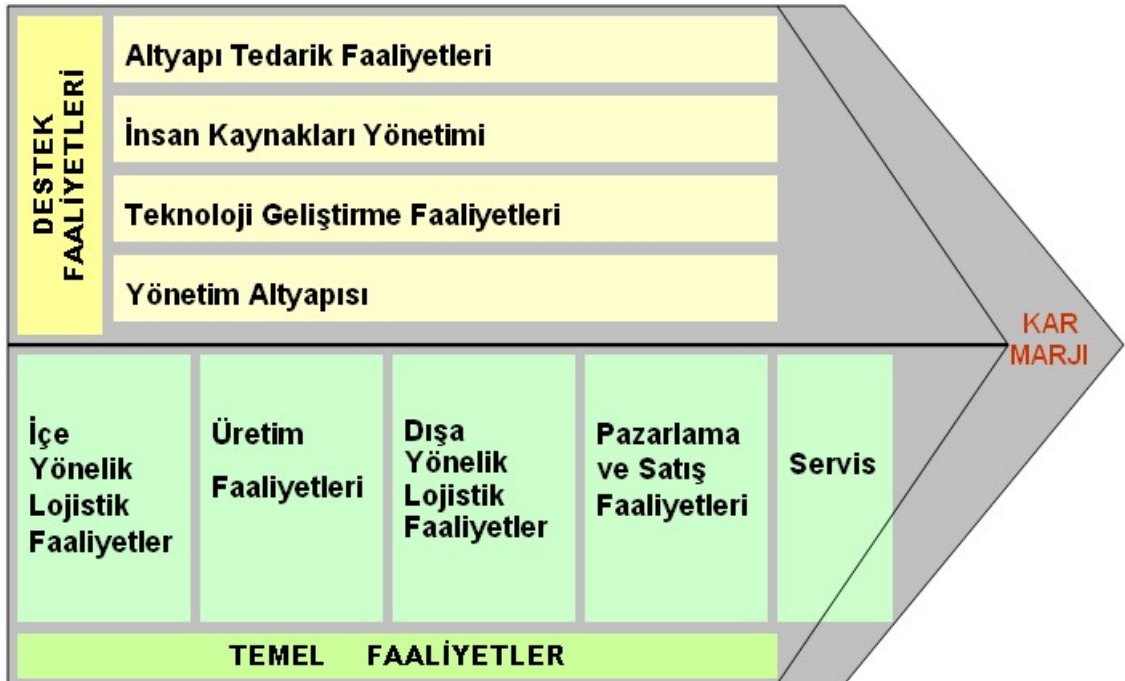 DESTEK
FAALİYETLERİ
Altyapı Tedarik Faaliyetleri
İnsan Kaynakları Yönetimi
Teknoloji Geliştirme Faaliyetleri
Yönetim Altyapısı
KAR
MARJI
İçe
Yönelik
Lojistik
Faaliyetler
Üretim
Faaliyetleri
Dışa
Yönelik
Lojistik
Faaliyetler
Pazarlama
ve Satış
Faaliyetleri
Servis
TEMEL FAALİYETLER